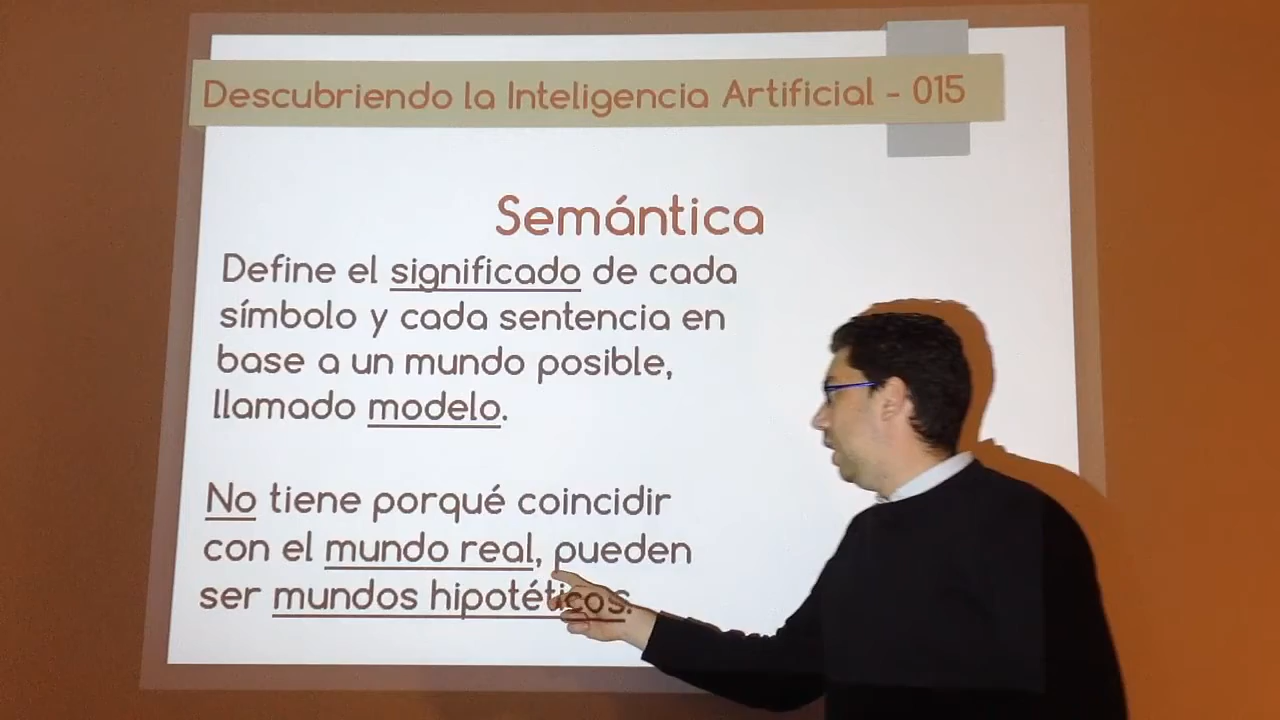 Descubriendo la Inteligencia Artificial - 015
Semántica
Define el significado de cada
símbolo y cada sentencia en
base a un mundo posible,
llamado modelo.
No tiene porqué coincidir
con el mundo real, pueden
ser mundos hipotéticos.